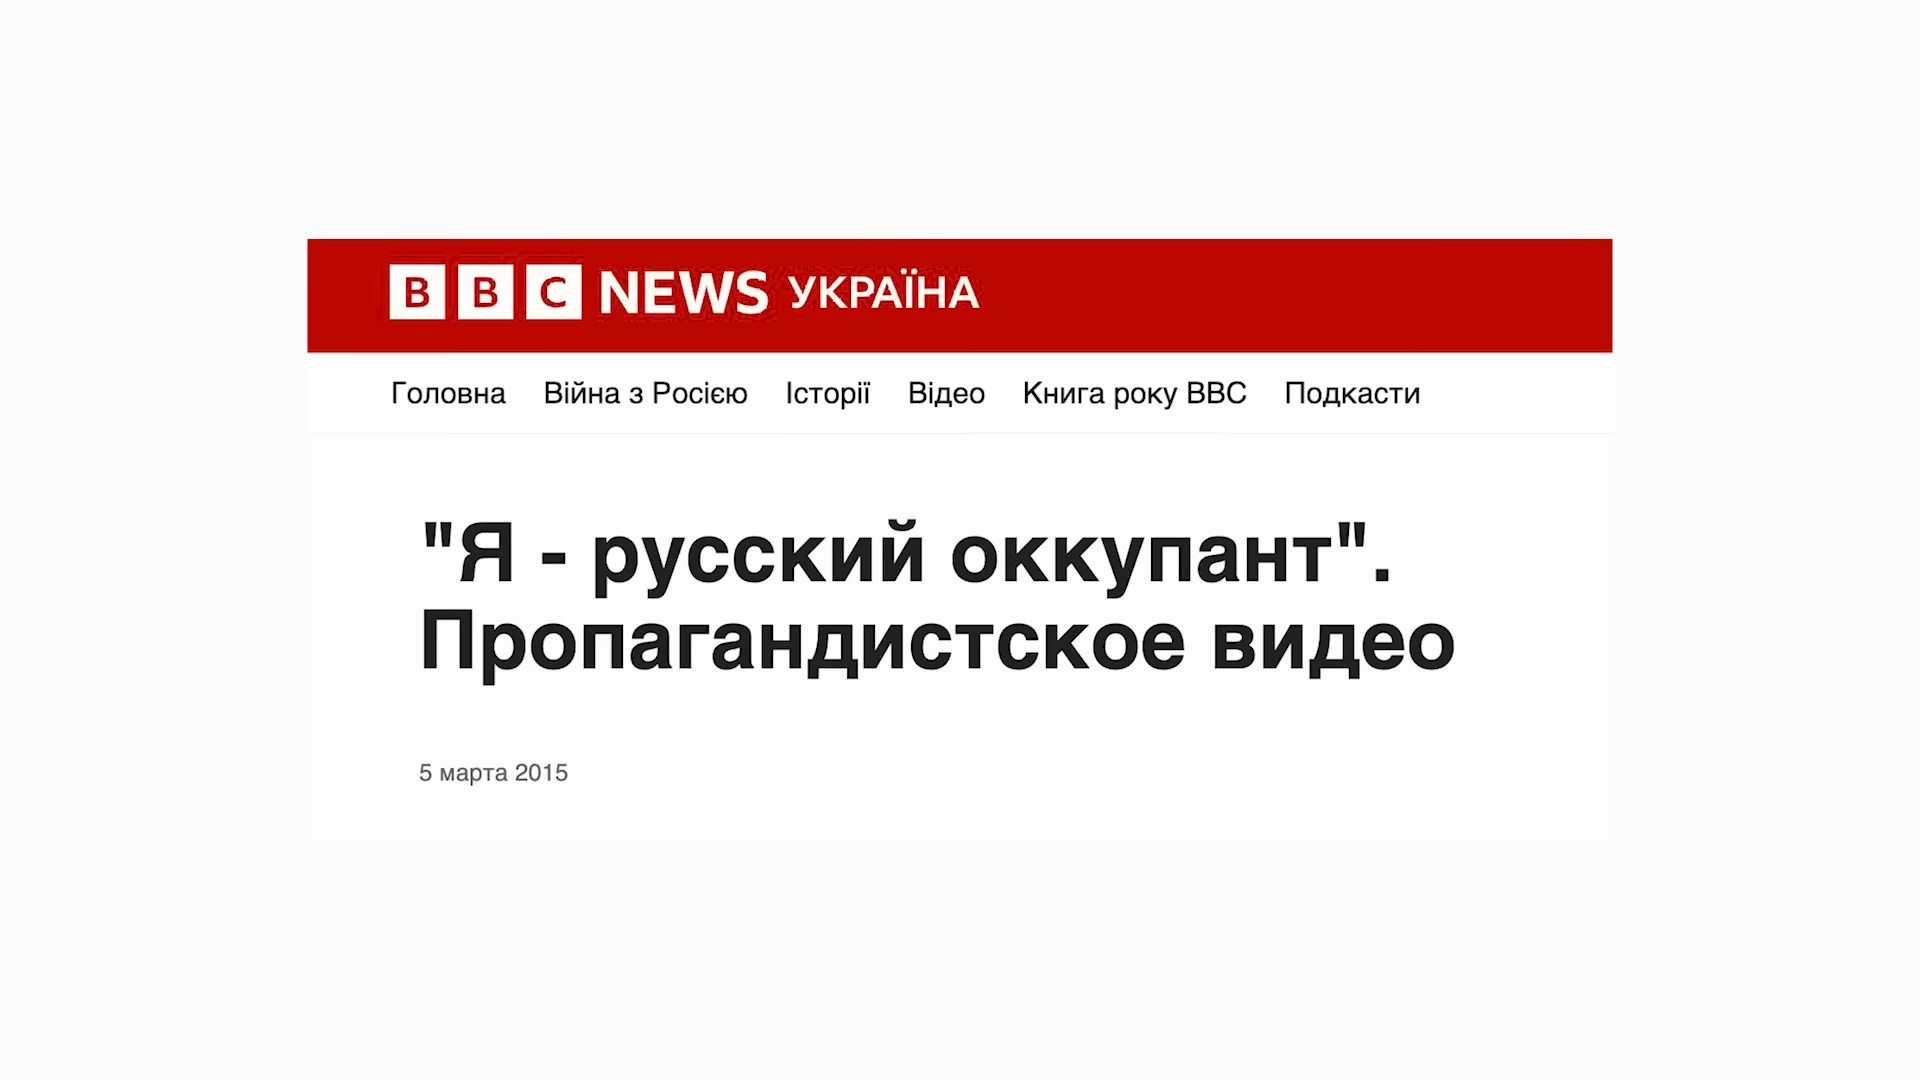 BBC NEWS УКРАЇНА
Головна Війна з Росією Історії Відео Книга року BBC Подкасти
"Я - русский оккупант".
Пропагандистское видео
5 марта 2015